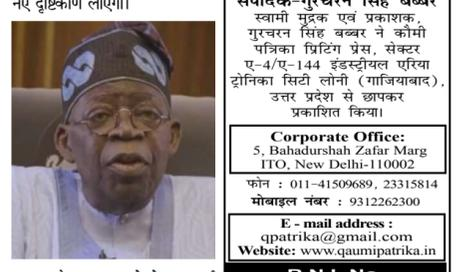 नए दृष्टिकोण लाएगी।
संपादक-गुरचरन सिंह बब्बर
स्वामी मुद्रक एवं प्रकाशक,
गुरचरन सिंह बब्बर ने कौमी
पत्रिका प्रिटिंग प्रेस, सेक्टर
ए-4/ए-144 इंडस्ट्रीयल एरिया
ट्रोनिका सिटी लोनी (गाजियाबाद),
उत्तर प्रदेश से छापकर
प्रकाशित किया।
Corporate Office:
5, Bahadurshah Zafar Marg
ITO, New Delhi-110002
फोन : 011-41509689, 23315814
मोबाइल नंबर : 9312262300
E - mail address :
qpatrika@gmail.com
Website: www.qaumipatrika.in